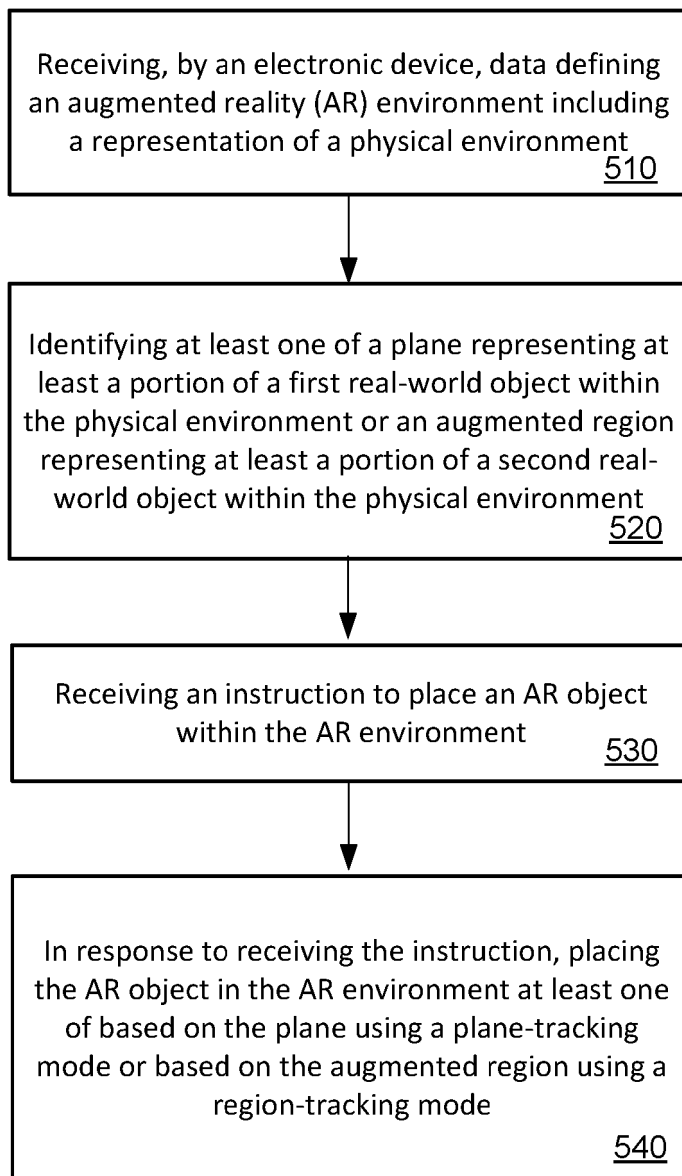 Receiving, by an electronic device, data defining
an augmented reality (AR) environment including
a representation of a physical environment
510
Identifying at least one of a plane representing at
least a portion of a first real-world object within
the physical environment or an augmented region
representing at least a portion of a second real-
world object within the physical environment
520
Receiving an instruction to place an AR object
within the AR environment
530
In response to receiving the instruction, placing
the AR object in the AR environment at least one
of based on the plane using a plane-tracking
mode or based on the augmented region using a
region-tracking mode
540